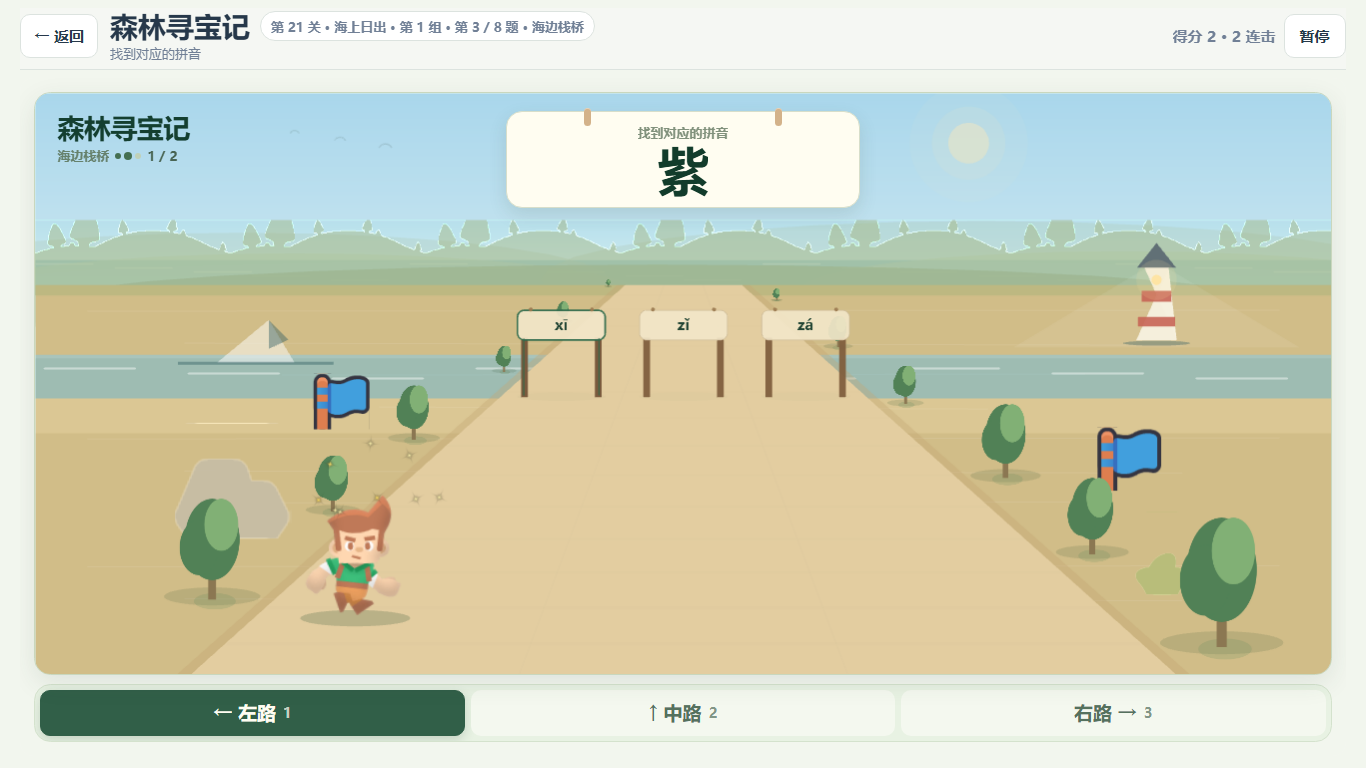 ← 返回
森林寻宝记
第 21 关 • 海上日出 • 第 1 组 • 第 3 / 8 题 • 海边栈桥
找到对应的拼音
得分 2 • 2 连击
暂停
森林寻宝记
海边栈桥 1 / 2
找到对应的拼音
紫
xī
zǐ
zá
← 左路 1
↑ 中路 2
右路 → 3